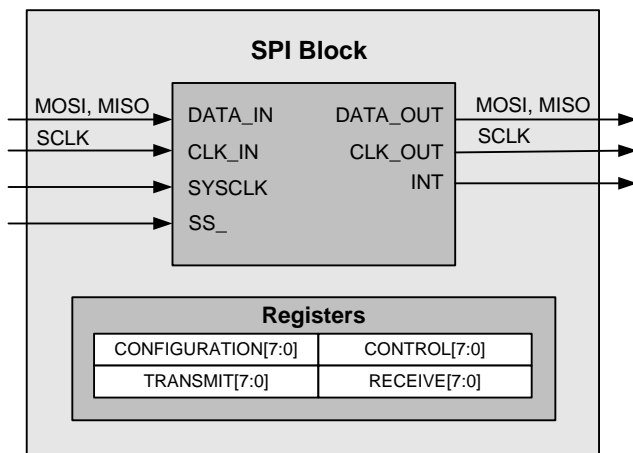 SPI Block
MOSI, MISO DATA_IN DATA_OUT MOSI, MISO
SCLK CLK_IN CLK_OUT SCLK
SYSCLK INT
SS_
Registers
CONFIGURATION[7:0] CONTROL[7:0]
TRANSMIT[7:0] RECEIVE[7:0]